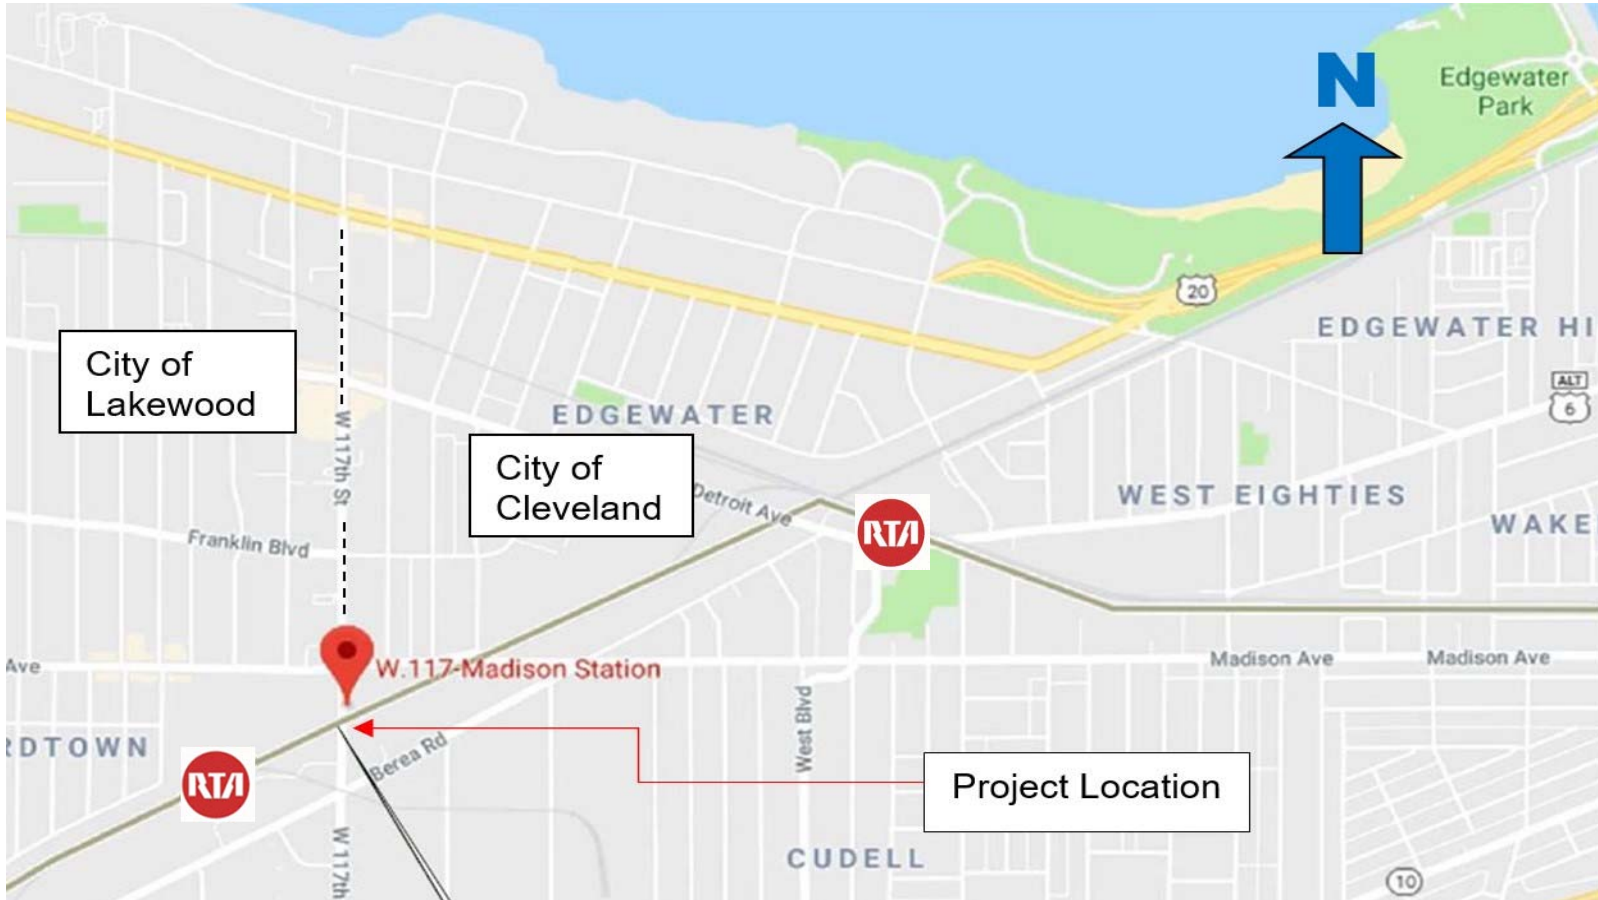 Edgewater
Park
N
20
EDGEWATER HI
City of
Lakewood
ALT
6
EDGEWATER
W 117th St
City of
Cleveland
Detroit Ave
WEST EIGHTIES
WAKE
RTA
Franklin Blvd
Ave
W.117-Madison Station
Madison Ave
Madison Ave
West Blvd
RDTOWN
Berea Rd
RTA
Project Location
W 117th
CUDELL
10